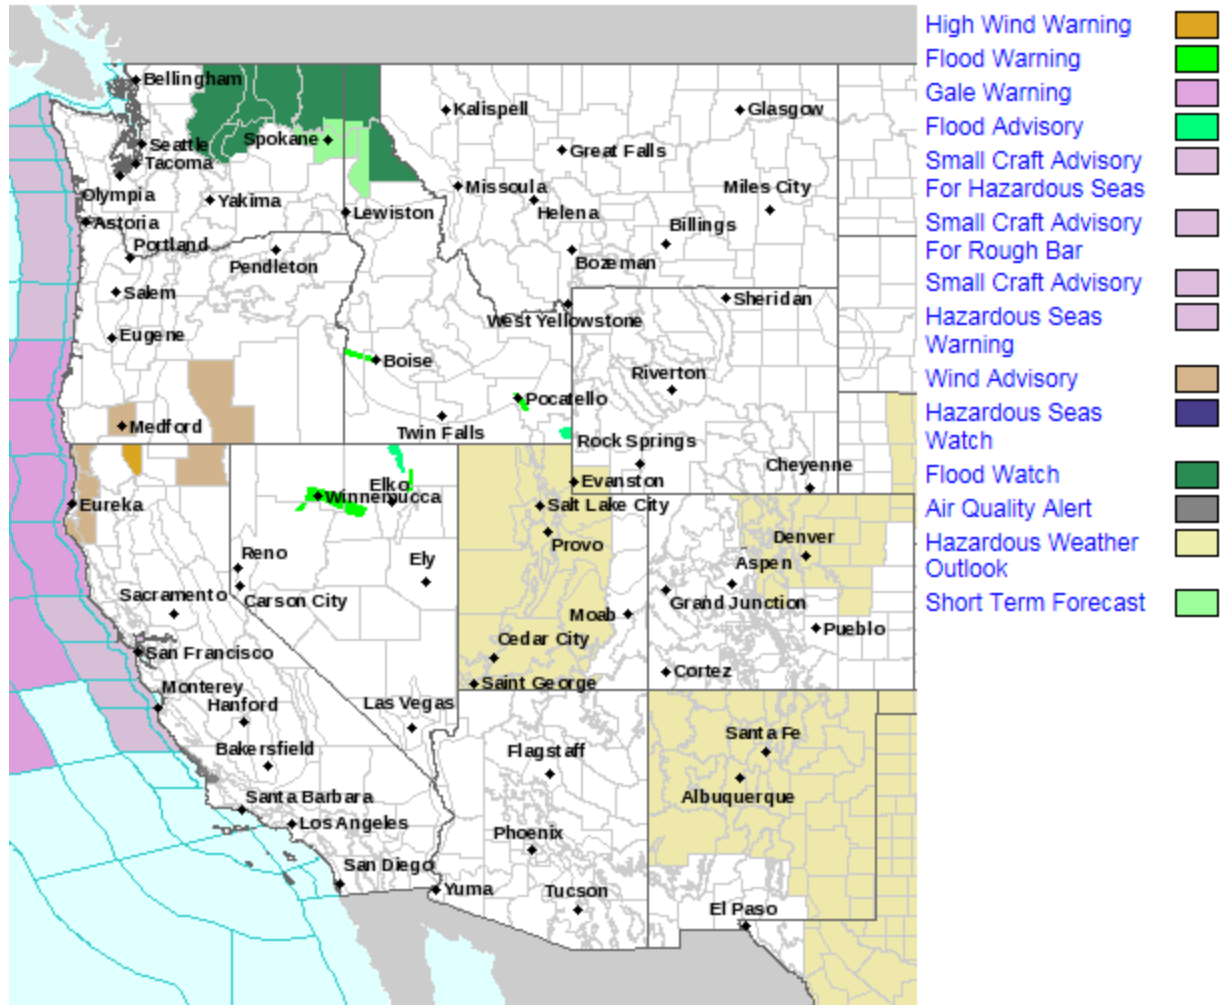 High Wind Warning
Flood Warning
Gale Warning
Flood Advisory
Small Craft Advisory
For Hazardous Seas
Small Craft Advisory
For Rough Bar
Small Craft Advisory
Hazardous Seas
Warning
Wind Advisory
Hazardous Seas
Watch
Flood Watch
Air Quality Alert
Hazardous Weather
Outlook
Short Term Forecast
Bellingham
Kalispell
Glasgow
Seattle
Spokane
Great Falls
Tacoma
Olympia
Yakima
Missoula
Miles City
Helena
Lewiston
Astoria
Billings
Portland
Pendleton
Bozeman
Salem
Sheridan
West Yellowstone
Eugene
Boise
Riverton
Pocatello
Medford
Twin Falls
Rock Springs
Cheyenne
Elko
Evanston
Winnemucca
Eureka
Salt Lake City
Denver
Provo
Reno
Ely
Aspen
Sacramento
Carson City
Grand Junction
Moab
Pueblo
Cedar City
San Francisco
Cortez
Saint George
Monterey
Hanford
Las Vegas
Santa Fe
Bakersfield
Flagstaff
Albuquerque
Santa Barbara
Los Angeles
Phoenix
San Diego
Yuma
Tucson
El Paso